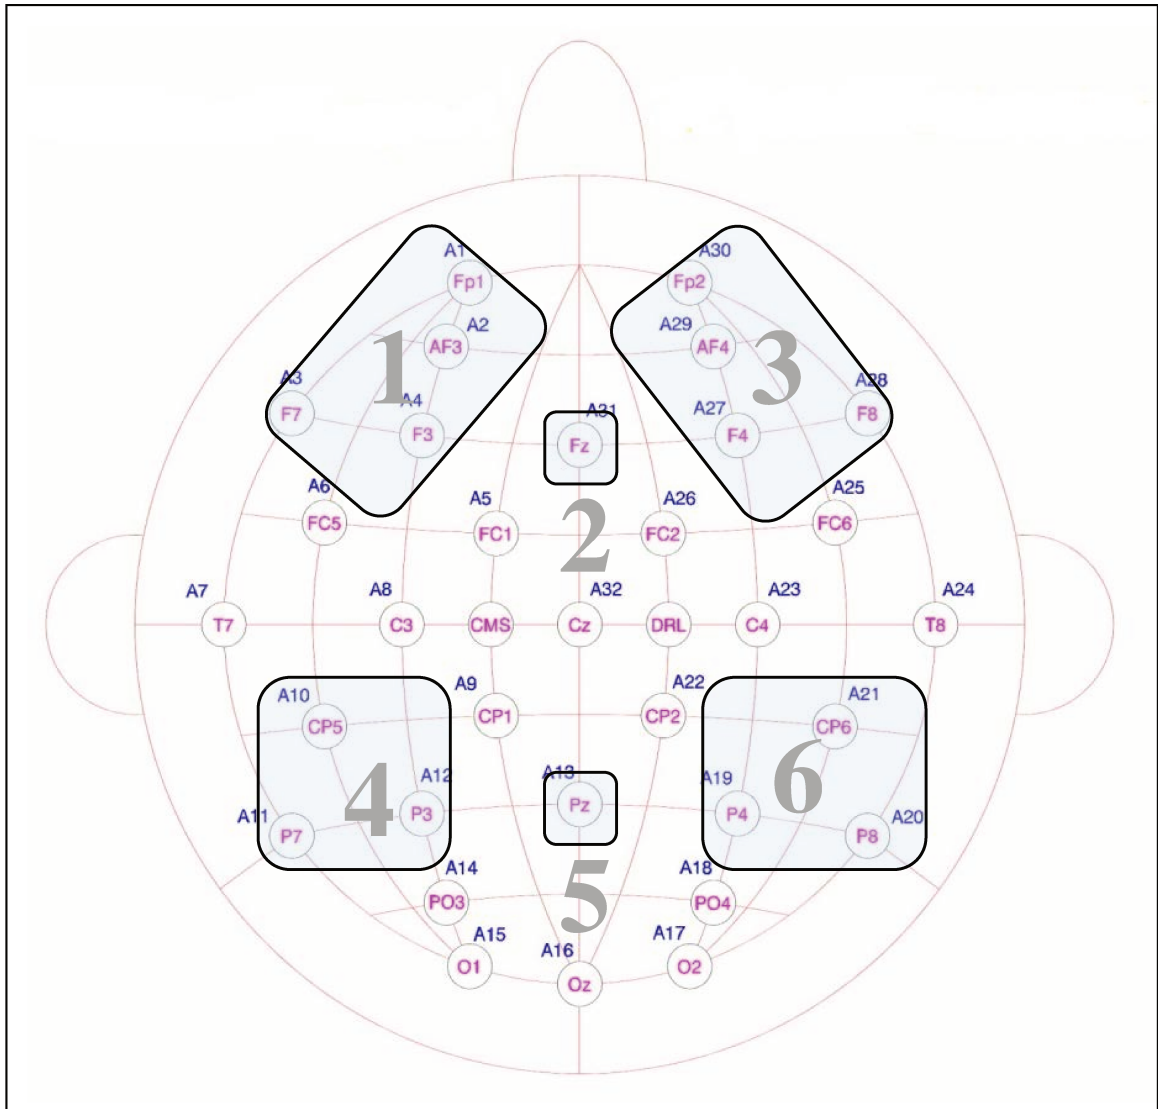 A1
A30
Fp1
Fp2
A2
A29
AF3
AF4
1
3
A3
A28
A4
A27
A31
F7
F8
F3
F4
Fz
A6
A25
A5
A26
FC5
FC6
FC1
FC2
2
A7
A8
A32
A23
A24
T7
C3
CMS
Cz
DRL
C4
T8
A10
A9
A22
A21
CP5
CP1
CP2
CP6
A12
A13
A19
4
6
P3
Pz
P4
A11
A20
P7
P8
A14
A18
5
PO3
PO4
A15
A16
A17
O1
Oz
O2